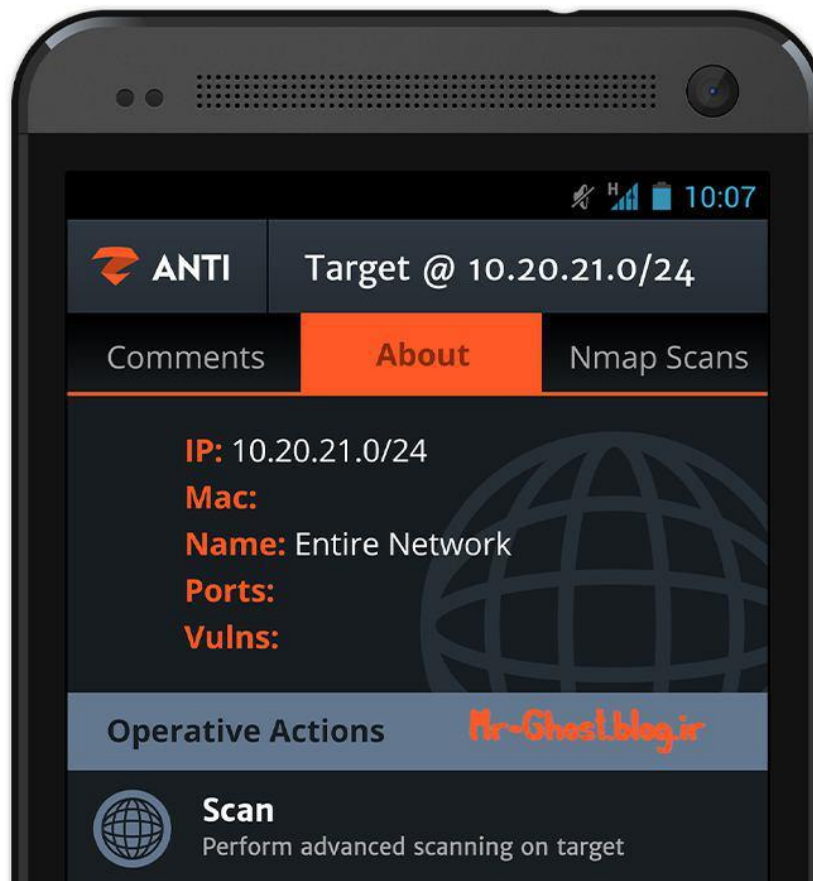 H
10:07
ANTI
Target @ 10.20.21.0/24
Comments
About
Nmap Scans
IP: 10.20.21.0/24
Mac:
Name: Entire Network
Ports:
Vulns:
Operative Actions
Mr-Ghost.blog.ir
Scan
Perform advanced scanning on target